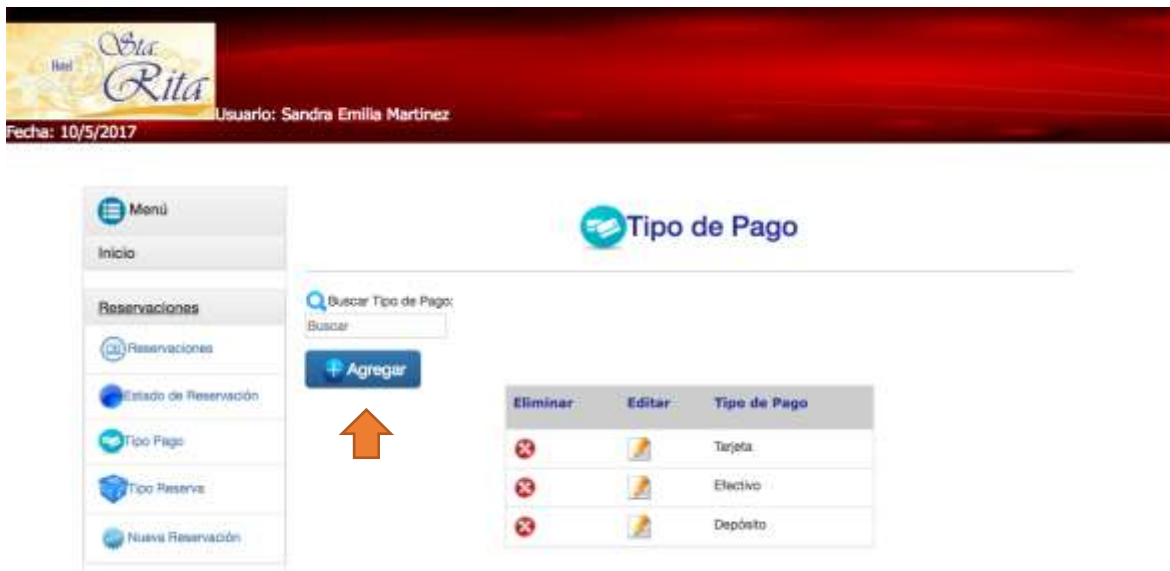 Hotel Sta. Rita
Usuario: Sandra Emilia Martinez
Fecha: 10/5/2017
Menú
Inicio
Reservaciones
Reservaciones
Estado de Reservación
Tipo Pago
Tipo Reserva
Nueva Reservación
Tipo de Pago
Buscar Tipo de Pago:
Buscar
Agregar
Eliminar Editar Tipo de Pago
Tarjeta
Efectivo
Depósito